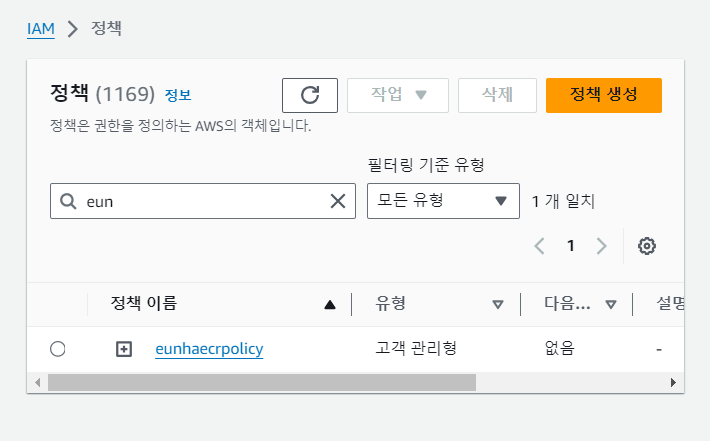 IAM > 정책
정책 (1169) 정보
작업
삭제
정책 생성
정책은 권한을 정의하는 AWS의 객체입니다.
필터링 기준 유형
eun
모든 유형
1 개 일치
1
정책 이름 유형 다음... 설명
eunhaecrpolicy 고객 관리형 없음 -